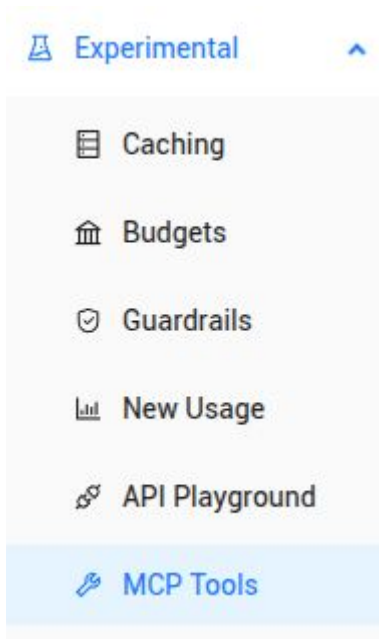 Experimental
Caching
Budgets
Guardrails
New Usage
API Playground
MCP Tools